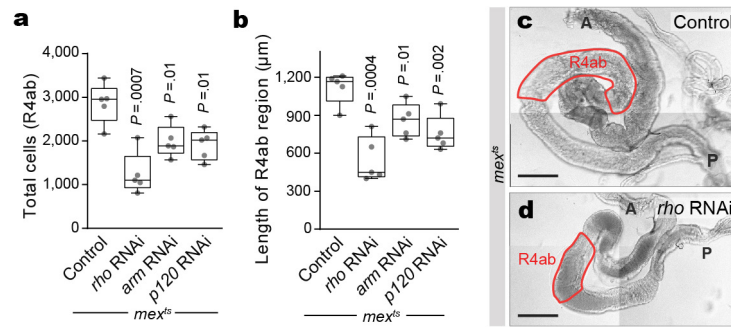 a
Total cells (R4ab)
4,000
3,000
2,000
1,000
0
P =.0007
P =.01
P =.01
Control
rho RNAi
arm RNAi
p120 RNAi
mexᵗˢ
b
Length of R4ab region (µm)
1,200
900
600
300
0
P =.0004
P =.01
P =.002
Control
rho RNAi
arm RNAi
p120 RNAi
mexᵗˢ
mexᵗˢ
c
A
Control
R4ab
P
d
A
rho RNAi
P
R4ab